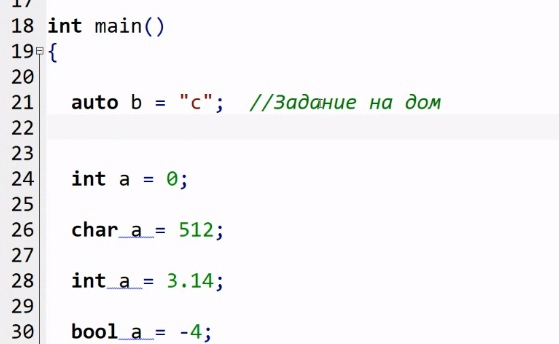 17
18 int main()
19 {
20
21 auto b = "c"; //Задание на дом
22
23
24 int a = 0;
25
26 char a = 512;
27
28 int a = 3.14;
29
30 bool a = -4;